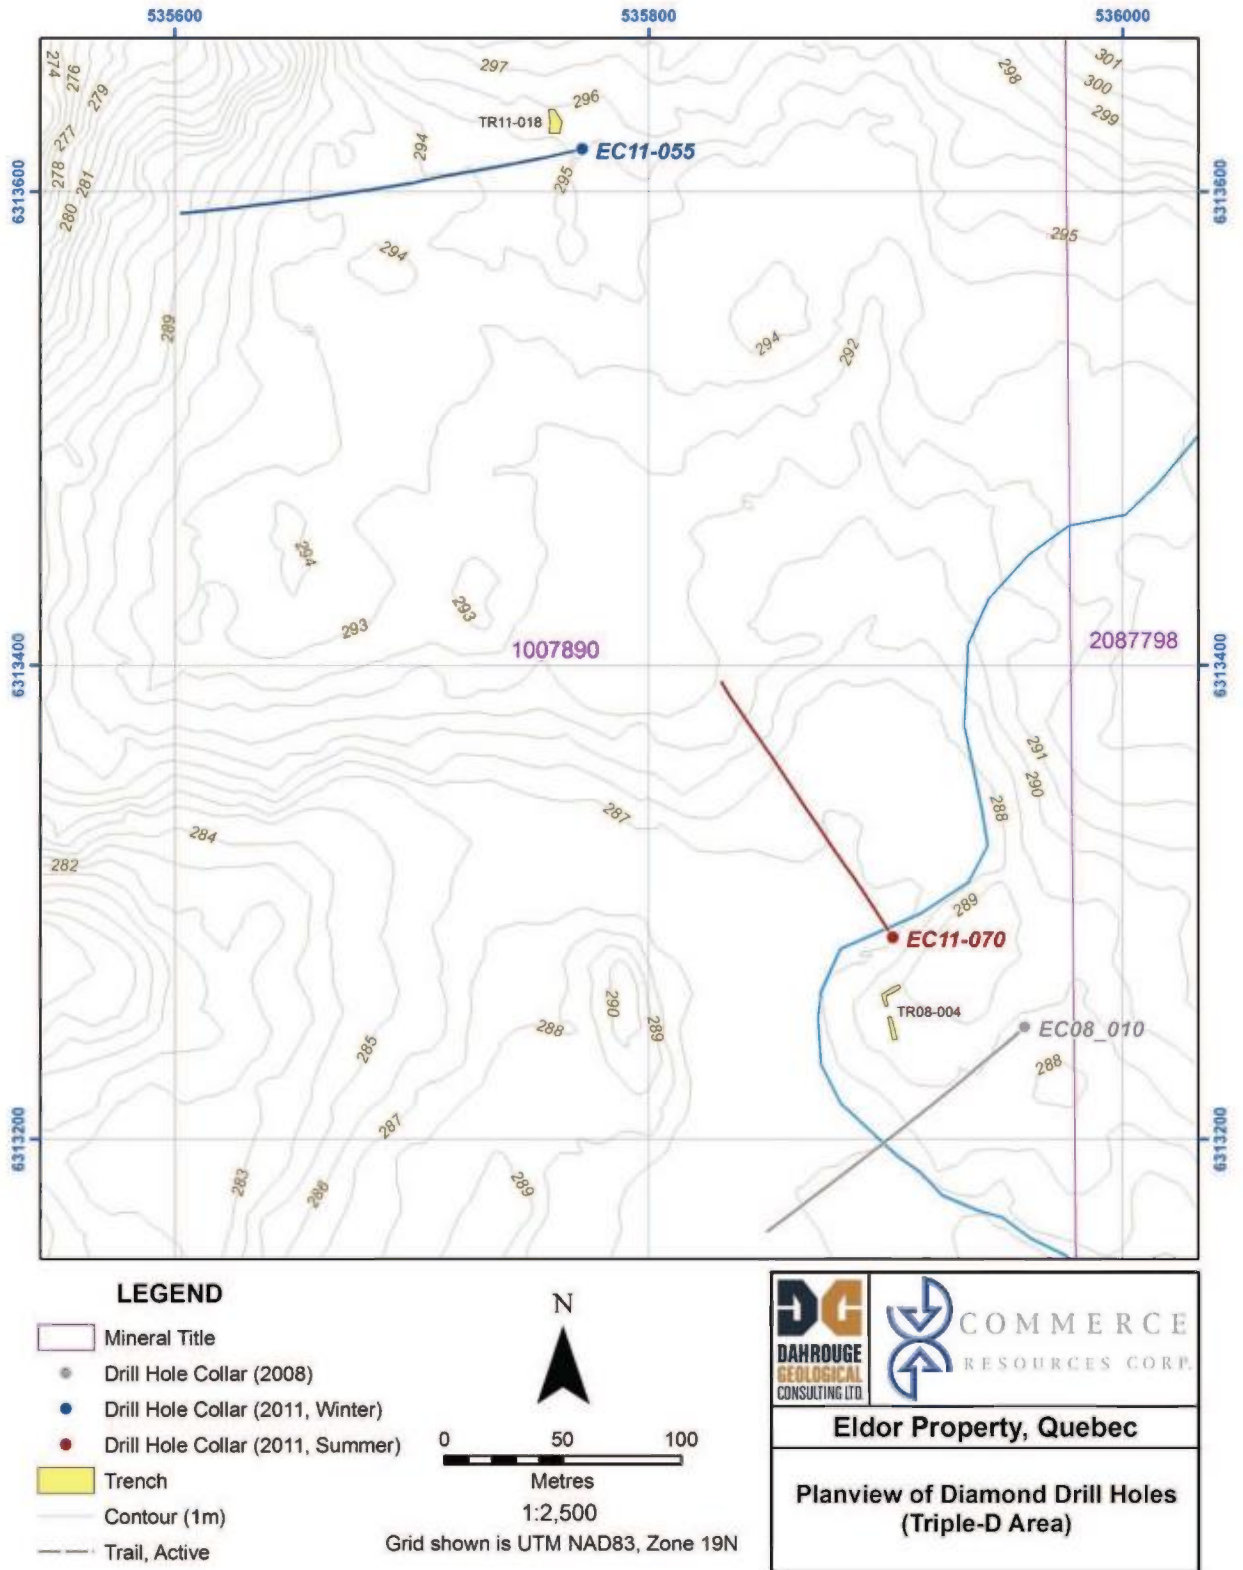 535600
535800
536000
274
276
279
277
278
281
280
297
296
TR11-018
EC11-055
294
295
298
301
300
299
6313600
6313600
295
294
289
294
292
294
293
293
1007890
2087798
6313400
6313400
291
290
288
287
284
282
289
EC11-070
290
289
288
TR08-004
EC08_010
288
285
287
6313200
6313200
283
286
289
LEGEND
Mineral Title
Drill Hole Collar (2008)
Drill Hole Collar (2011, Winter)
Drill Hole Collar (2011, Summer)
Trench
Contour (1m)
Trail, Active
N
0 50 100
Metres
1:2,500
Grid shown is UTM NAD83, Zone 19N
DG
DAHROUGE
GEOLOGICAL
CONSULTING LTD.
COMMERCE
RESOURCES CORP.
Eldor Property, Quebec
Planview of Diamond Drill Holes
(Triple-D Area)